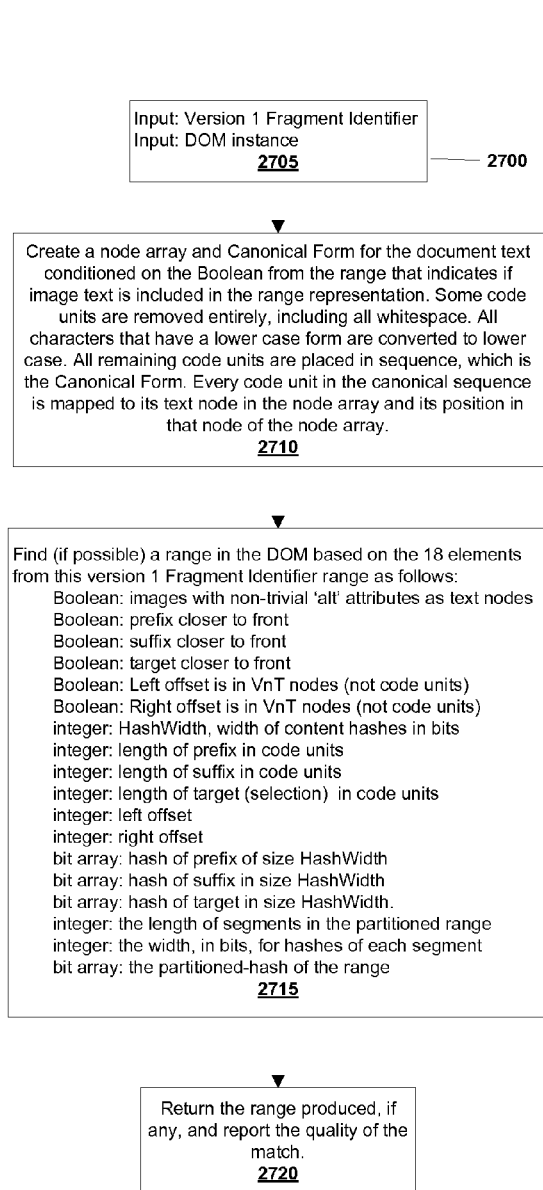 Input: Version 1 Fragment Identifier
Input: DOM instance
2705
2700
Create a node array and Canonical Form for the document text
conditioned on the Boolean from the range that indicates if
image text is included in the range representation. Some code
units are removed entirely, including all whitespace. All
characters that have a lower case form are converted to lower
case. All remaining code units are placed in sequence, which is
the Canonical Form. Every code unit in the canonical sequence
is mapped to its text node in the node array and its position in
that node of the node array.
2710
Find (if possible) a range in the DOM based on the 18 elements
from this version 1 Fragment Identifier range as follows:
Boolean: images with non-trivial ‘alt’ attributes as text nodes
Boolean: prefix closer to front
Boolean: suffix closer to front
Boolean: target closer to front
Boolean: Left offset is in VnT nodes (not code units)
Boolean: Right offset is in VnT nodes (not code units)
integer: HashWidth, width of content hashes in bits
integer: length of prefix in code units
integer: length of suffix in code units
integer: length of target (selection) in code units
integer: left offset
integer: right offset
bit array: hash of prefix of size HashWidth
bit array: hash of suffix in size HashWidth
bit array: hash of target in size HashWidth.
integer: the length of segments in the partitioned range
integer: the width, in bits, for hashes of each segment
bit array: the partitioned-hash of the range
2715
Return the range produced, if
any, and report the quality of the
match.
2720